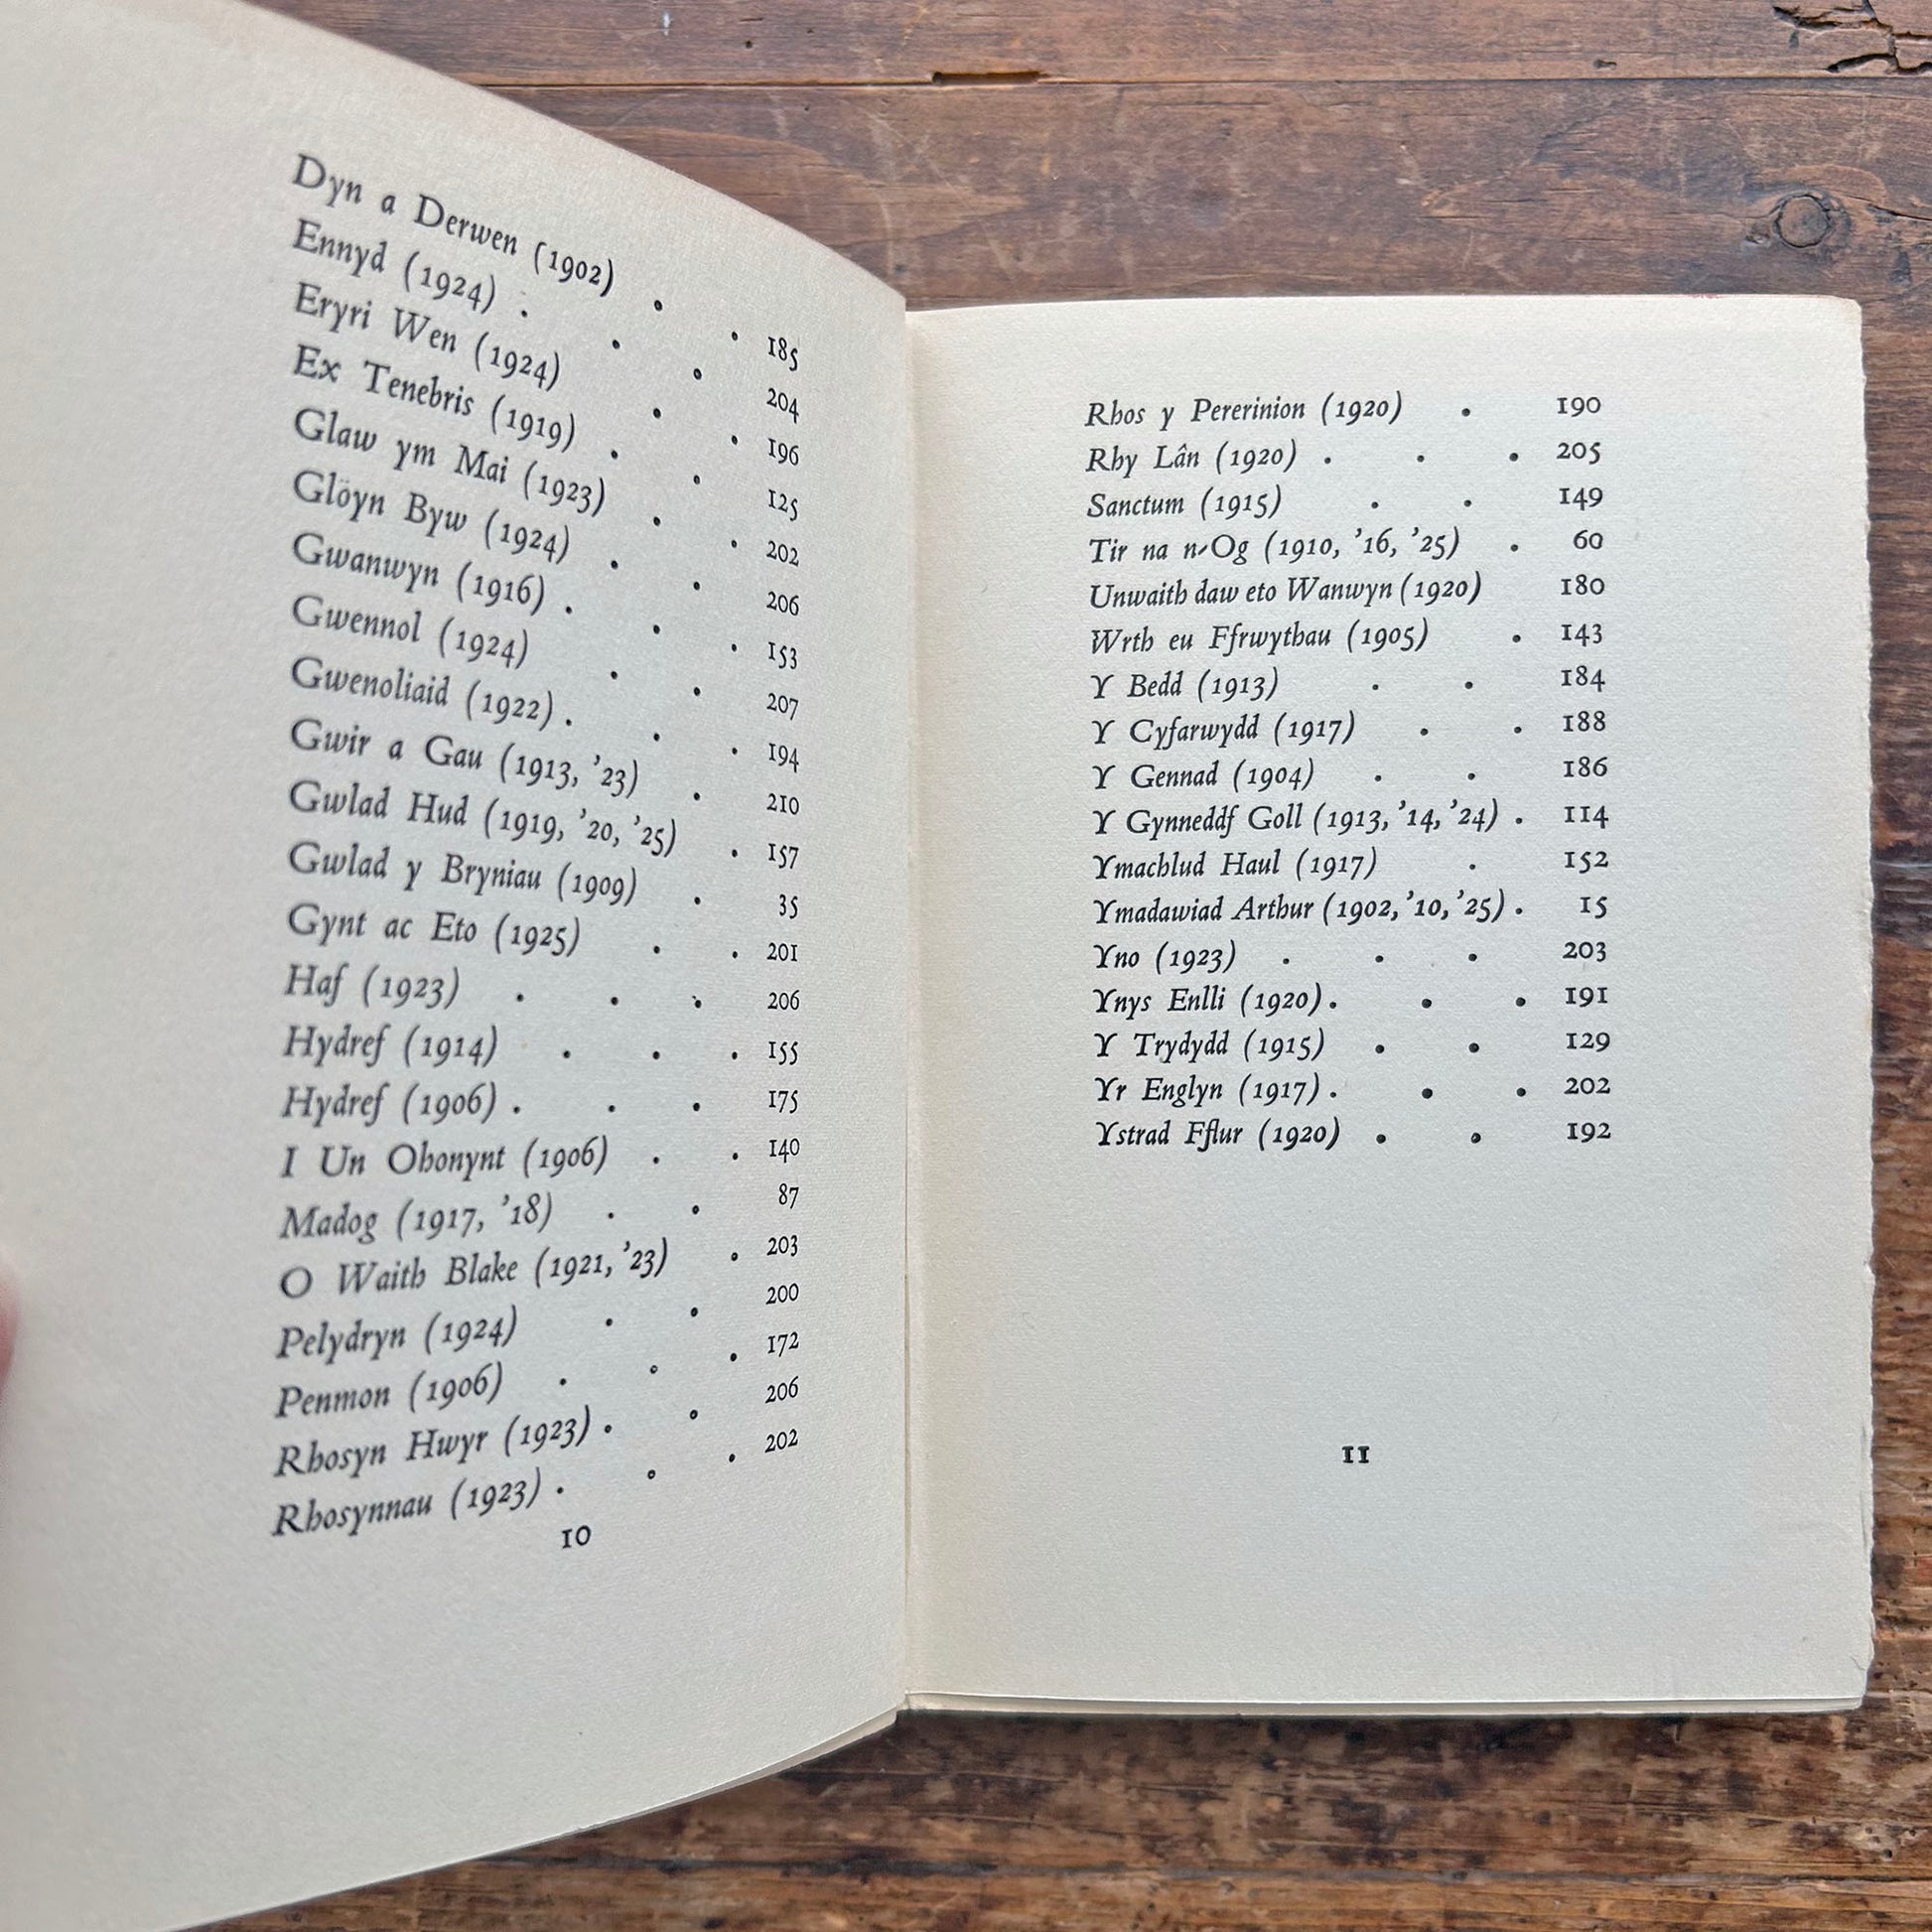 Dyn a Derwen (1902) . . 185
Ennyd (1924) . . . 204
Eryri Wen (1924) . . 196
Ex Tenebris (1919) . . 125
Glaw ym Mai (1923) . . 202
Glöyn Byw (1924) . . 206
Gwanwyn (1916) . . . 153
Gwennol (1924) . . 207
Gwenoliaid (1922) . . . 194
Gwir a Gau (1913, ’23) . 210
Gwlad Hud (1919, ’20, ’25) . 157
Gwlad y Bryniau (1909) . 35
Gynt ac Eto (1925) . . 201
Haf (1923) . . . 206
Hydref (1914) . . . 155
Hydref (1906) . . . 175
I Un Ohonynt (1906) . . 140
Madog (1917, ’18) . . 87
O Waith Blake (1921, ’23) . 203
Pelydryn (1924) . . 200
Penmon (1906) . . . 172
Rhosyn Hwyr (1923) . . 206
Rhosynnau (1923) . . . 202
10
Rhos y Pererinion (1920) . 190
Rhy Lân (1920) . . . 205
Sanctum (1915) . . 149
Tir na n-Og (1910, ’16, ’25) . 60
Unwaith daw eto Wanwyn (1920) 180
Wrth eu Ffrwythau (1905) . 143
Y Bedd (1913) . . 184
Y Cyfarwydd (1917) . . 188
Y Gennad (1904) . . 186
Y Gynneddf Goll (1913, ’14, ’24) . 114
Ymachlud Haul (1917) . 152
Ymadawiad Arthur (1902, ’10, ’25) . 15
Yno (1923) . . . 203
Ynys Enlli (1920) . . . 191
Y Trydydd (1915) . . 129
Yr Englyn (1917) . . . 202
Ystrad Fflur (1920) . . 192
11